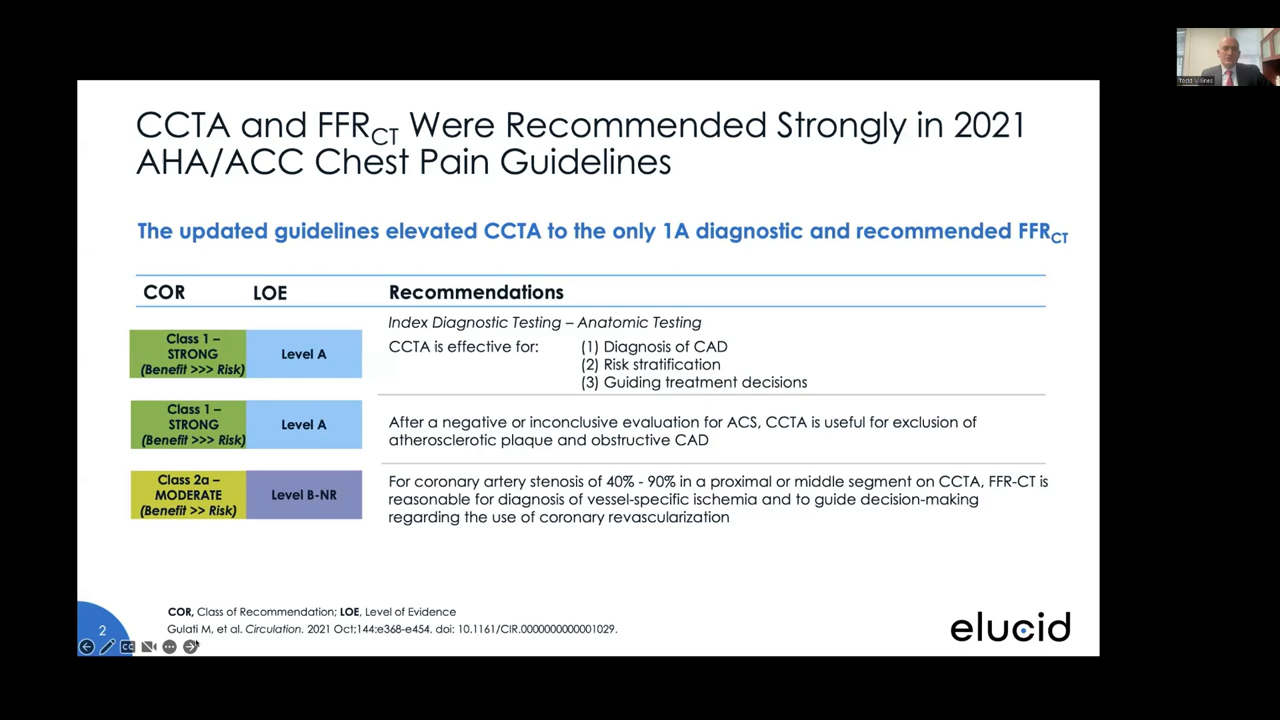 Todd Villines
CCTA and FFRCT Were Recommended Strongly in 2021
AHA/ACC Chest Pain Guidelines
The updated guidelines elevated CCTA to the only 1A diagnostic and recommended FFRCT
COR LOE Recommendations
Index Diagnostic Testing – Anatomic Testing
Class 1 –
STRONG
(Benefit >>> Risk)
Level A
CCTA is effective for: (1) Diagnosis of CAD
(2) Risk stratification
(3) Guiding treatment decisions
Class 1 –
STRONG
(Benefit >>> Risk)
Level A
After a negative or inconclusive evaluation for ACS, CCTA is useful for exclusion of
atherosclerotic plaque and obstructive CAD
Class 2a –
MODERATE
(Benefit >> Risk)
Level B-NR
For coronary artery stenosis of 40% - 90% in a proximal or middle segment on CCTA, FFR-CT is
reasonable for diagnosis of vessel-specific ischemia and to guide decision-making
regarding the use of coronary revascularization
COR, Class of Recommendation; LOE, Level of Evidence
Gulati M, et al. Circulation. 2021 Oct;144:e368-e454. doi: 10.1161/CIR.0000000000001029.
2
CC
elucid